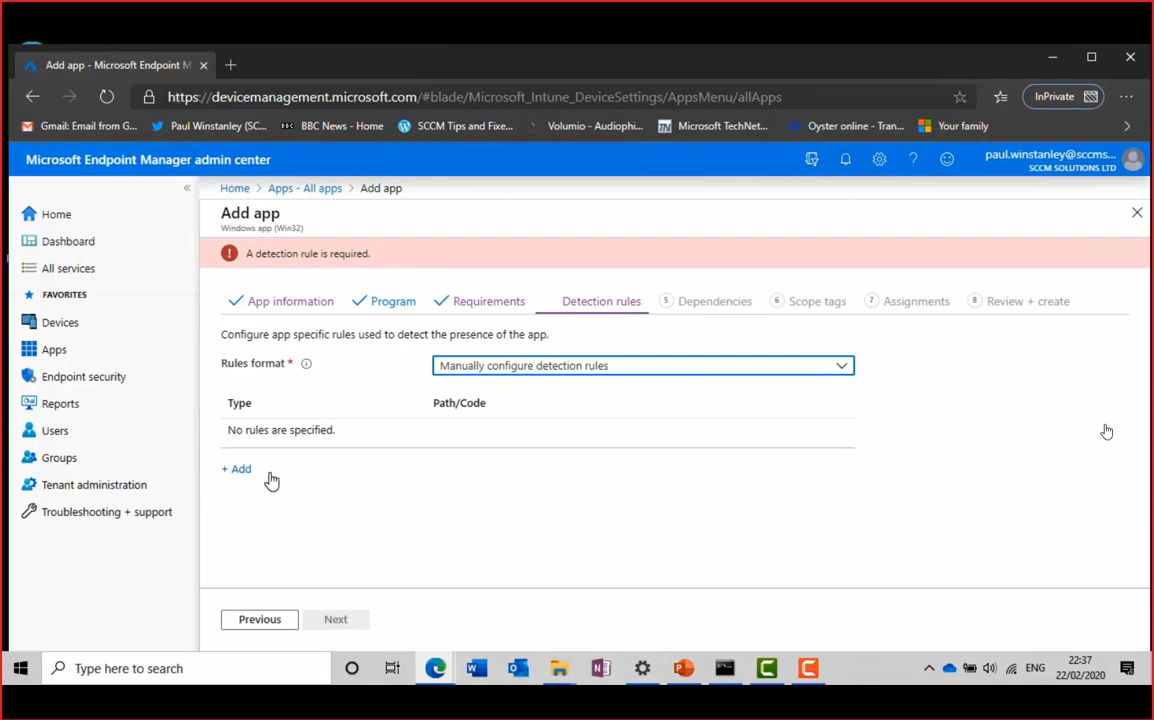 Add app - Microsoft Endpoint M
https://devicemanagement.microsoft.com/#blade/Microsoft_Intune_DeviceSettings/AppsMenu/allApps
InPrivate
Gmail: Email from G...
Paul Winstanley (SC...
BBC BBC News - Home
SCCM Tips and Fixe...
Volumio - Audiophi...
TN Microsoft TechNet...
Oyster online - Tran...
Your family
Microsoft Endpoint Manager admin center
paul.winstanley@sccms...
SCCM SOLUTIONS LTD
Home > Apps - All apps > Add app
Add app
Windows app (Win32)
A detection rule is required.
Home
Dashboard
All services
FAVORITES
Devices
Apps
Endpoint security
Reports
Users
Groups
Tenant administration
Troubleshooting + support
App information
Program
Requirements
Detection rules
5 Dependencies
6 Scope tags
7 Assignments
8 Review + create
Configure app specific rules used to detect the presence of the app.
Rules format *
Manually configure detection rules
Type Path/Code
No rules are specified.
+ Add
Previous
Next
Type here to search
ENG
22:37
22/02/2020